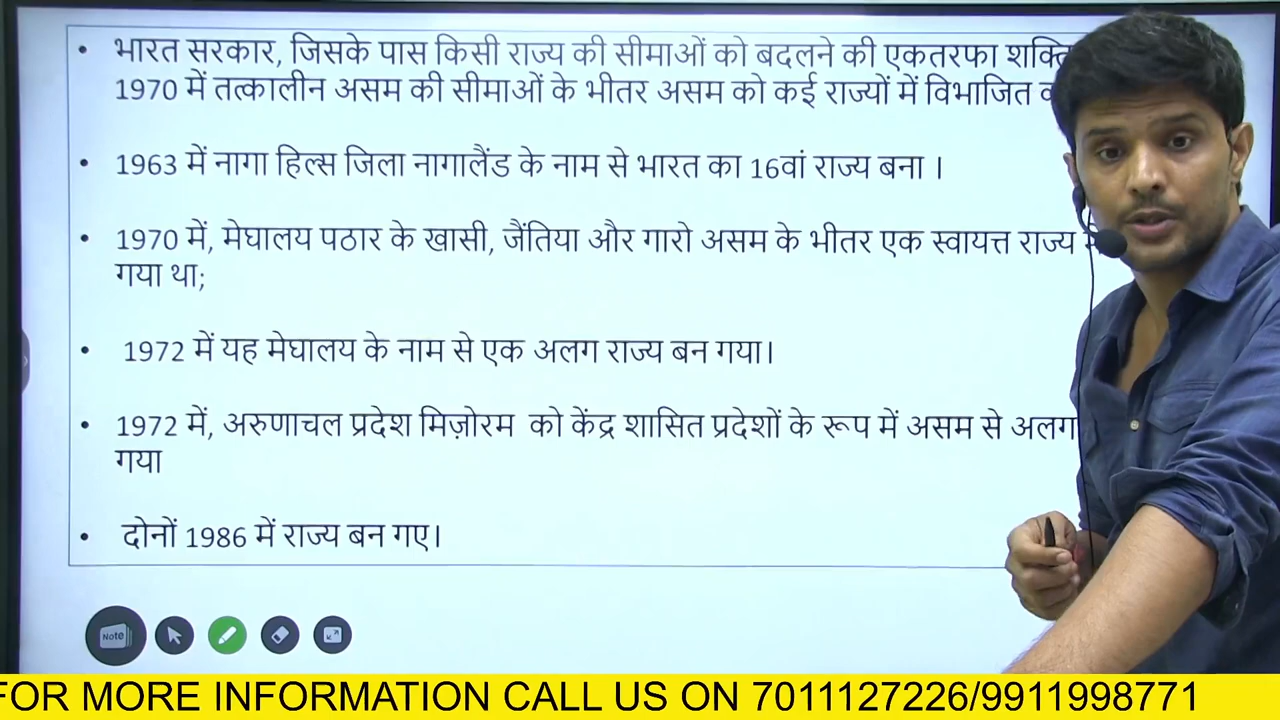 • भारत सरकार, जिसके पास किसी राज्य की सीमाओं को बदलने की एकतरफा शक्ति
1970 में तत्कालीन असम की सीमाओं के भीतर असम को कई राज्यों में विभाजित
• 1963 में नागा हिल्स जिला नागालैंड के नाम से भारत का 16वां राज्य बना ।
• 1970 में, मेघालय पठार के खासी, जैंतिया और गारो असम के भीतर एक स्वायत्त राज्य
गया था;
• 1972 में यह मेघालय के नाम से एक अलग राज्य बन गया।
• 1972 में, अरुणाचल प्रदेश मिज़ोरम को केंद्र शासित प्रदेशों के रूप में असम से अलग
गया
• दोनों 1986 में राज्य बन गए।
Note
FOR MORE INFORMATION CALL US ON 7011127226/9911998771